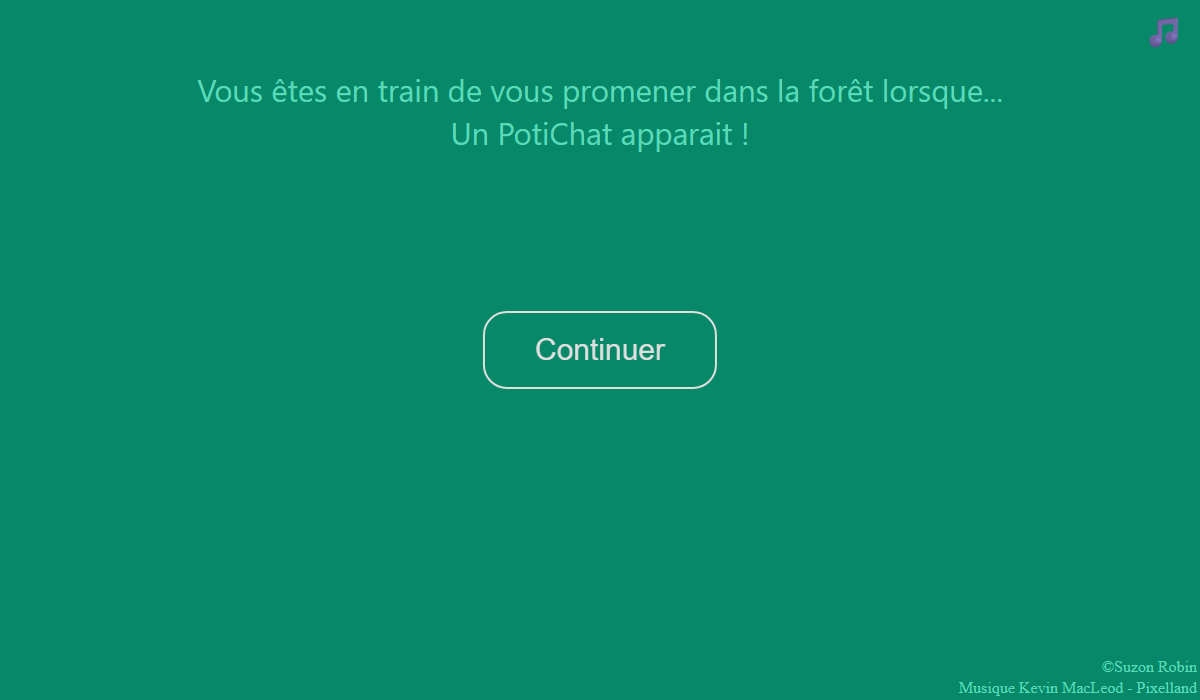 Vous êtes en train de vous promener dans la forêt lorsque...
Un PotiChat apparait !
Continuer
©Suzon Robin
Musique Kevin MacLeod - Pixelland